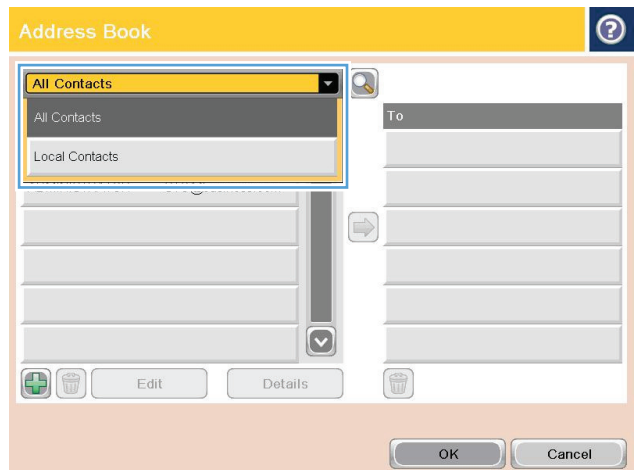 Address Book
?
All Contacts
All Contacts
Local Contacts
To
Edit
Details
OK
Cancel